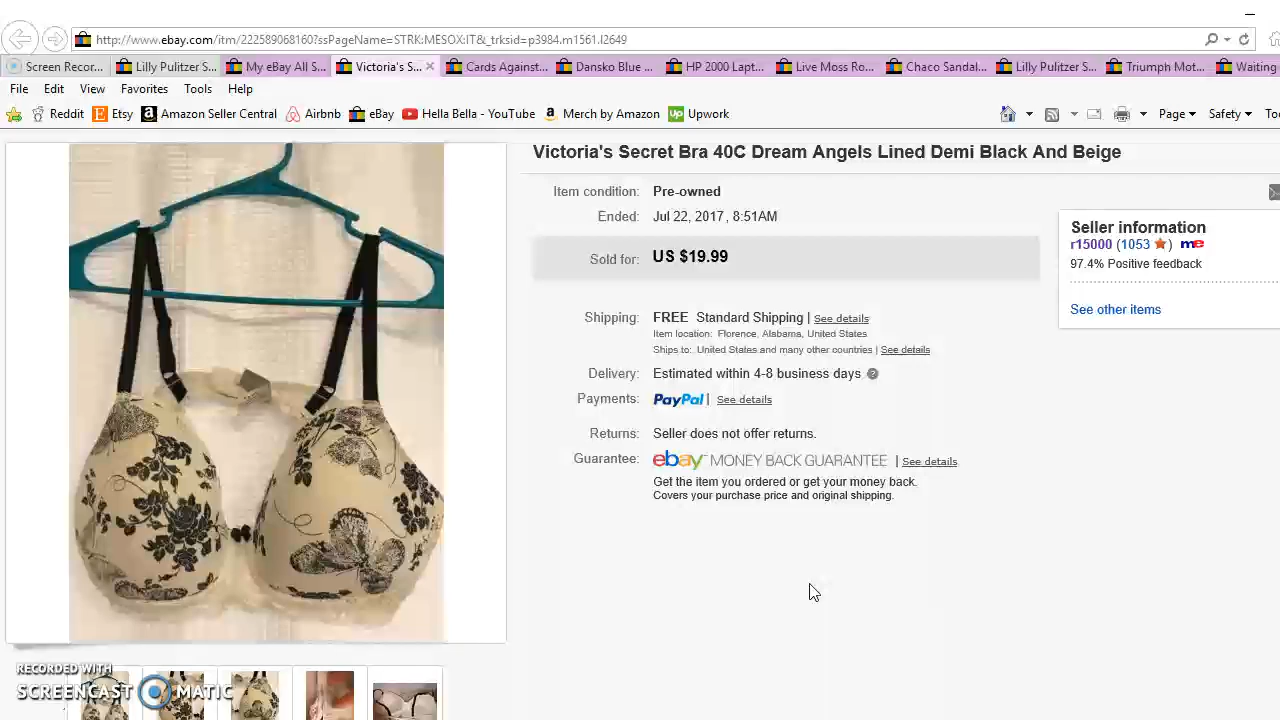 http://www.ebay.com/itm/222589068160?ssPageName=STRK:MESOX:IT&_trksid=p3984.m1561.l2649
Screen Recor... Lilly Pulitzer S... My eBay All S... Victoria's S... Cards Against... Dansko Blue ... HP 2000 Lapt... Live Moss Ro... Chaco Sandal... Lilly Pulitzer S... Triumph Mot... Waiting
File Edit View Favorites Tools Help
Reddit Etsy Amazon Seller Central Airbnb eBay Hella Bella - YouTube Merch by Amazon Upwork Page Safety Too
Victoria's Secret Bra 40C Dream Angels Lined Demi Black And Beige
Item condition: Pre-owned
Ended: Jul 22, 2017 , 8:51AM
Sold for: US $19.99
Shipping: FREE Standard Shipping | See details
Item location: Florence, Alabama, United States
Ships to: United States and many other countries | See details
Delivery: Estimated within 4-8 business days
Payments: PayPal | See details
Returns: Seller does not offer returns.
Guarantee: ebay MONEY BACK GUARANTEE | See details
Get the item you ordered or get your money back.
Covers your purchase price and original shipping.
Seller information
r15000 (1053 ) me
97.4% Positive feedback
See other items
RECORDED WITH
SCREENCAST MATIC